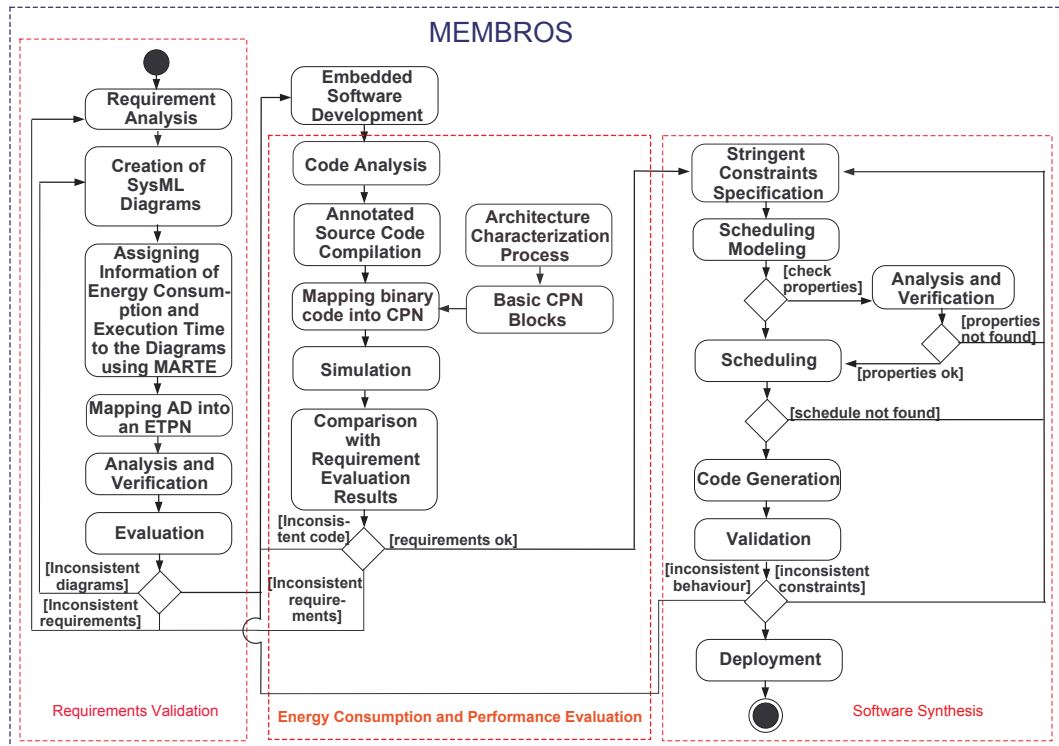 MEMBROS
Requirement
Analysis
Creation of
SysML
Diagrams
Assigning
Information of
Energy Consum-
ption and
Execution Time
to the Diagrams
using MARTE
Mapping AD into
an ETPN
Analysis and
Verification
Evaluation
[Inconsistent
diagrams]
[Inconsistent
requirements]
Requirements Validation
Embedded
Software
Development
Code Analysis
Annotated
Source Code
Compilation
Architecture
Characterization
Process
Mapping binary
code into CPN
Basic CPN
Blocks
Simulation
Comparison
with
Requirement
Evaluation
Results
[Inconsis-
tent code]
[requirements ok]
[Inconsistent
require-
ments]
Energy Consumption and Performance Evaluation
Stringent
Constraints
Specification
Scheduling
Modeling
[check
properties]
Analysis and
Verification
[properties
not found]
Scheduling
[properties ok]
[schedule not found]
Code Generation
Validation
[inconsistent
behaviour]
[inconsistent
constraints]
Deployment
Software Synthesis